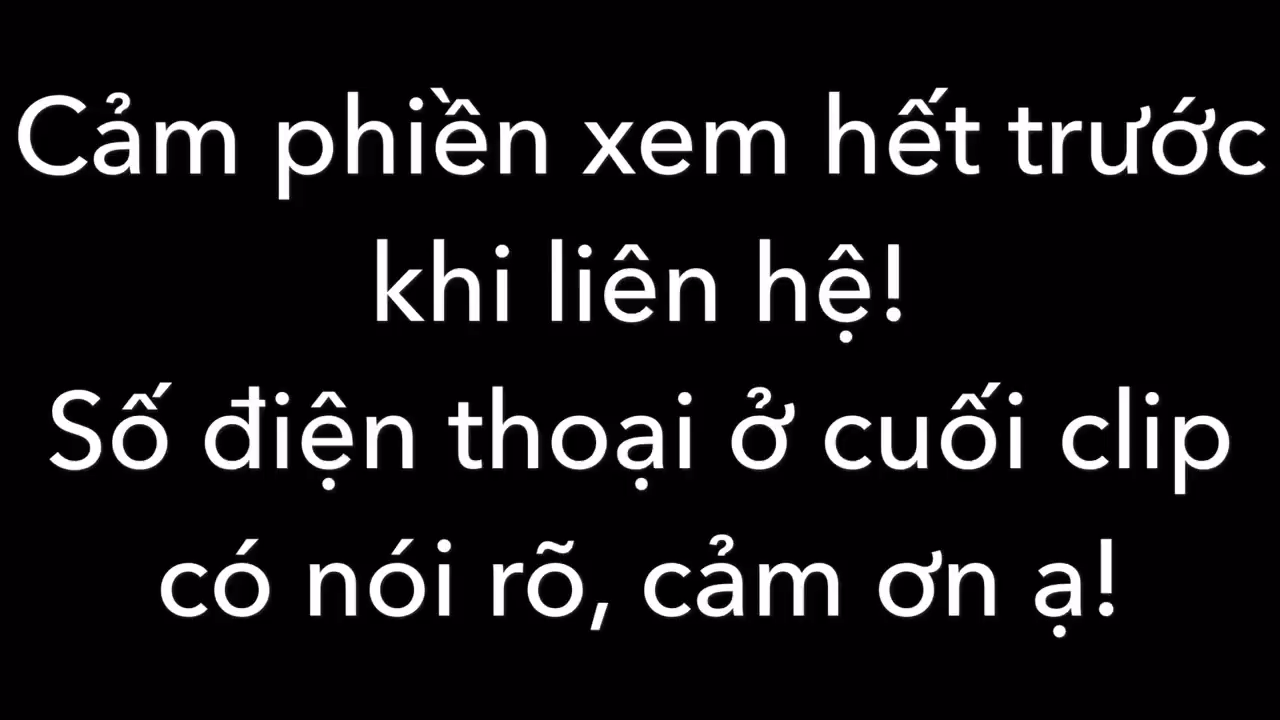 Cảm phiền xem hết trước
khi liên hệ!
Số điện thoại ở cuối clip
có nói rõ, cảm ơn ạ!